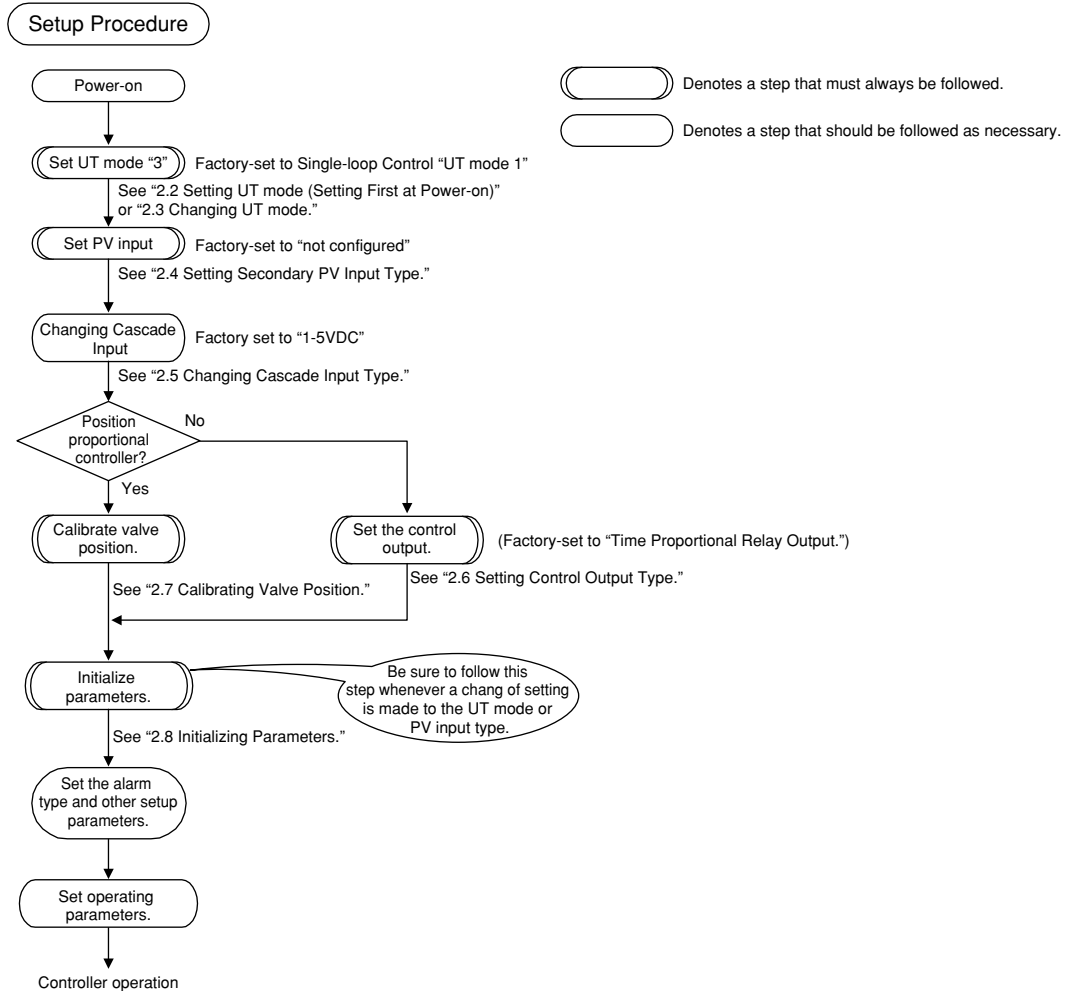 Setup Procedure
Power-on
Denotes a step that must always be followed.
Denotes a step that should be followed as necessary.
Set UT mode “3”
Factory-set to Single-loop Control “UT mode 1”
See “2.2 Setting UT mode (Setting First at Power-on)”
or “2.3 Changing UT mode.”
Set PV input
Factory-set to “not configured”
See “2.4 Setting Secondary PV Input Type.”
Changing Cascade
Input
Factory set to “1-5VDC”
See “2.5 Changing Cascade Input Type.”
Position
proportional
controller?
No
Yes
Calibrate valve
position.
Set the control
output.
(Factory-set to “Time Proportional Relay Output.”)
See “2.7 Calibrating Valve Position.”
See “2.6 Setting Control Output Type.”
Initialize
parameters.
Be sure to follow this
step whenever a chang of setting
is made to the UT mode or
PV input type.
See “2.8 Initializing Parameters.”
Set the alarm
type and other setup
parameters.
Set operating
parameters.
Controller operation